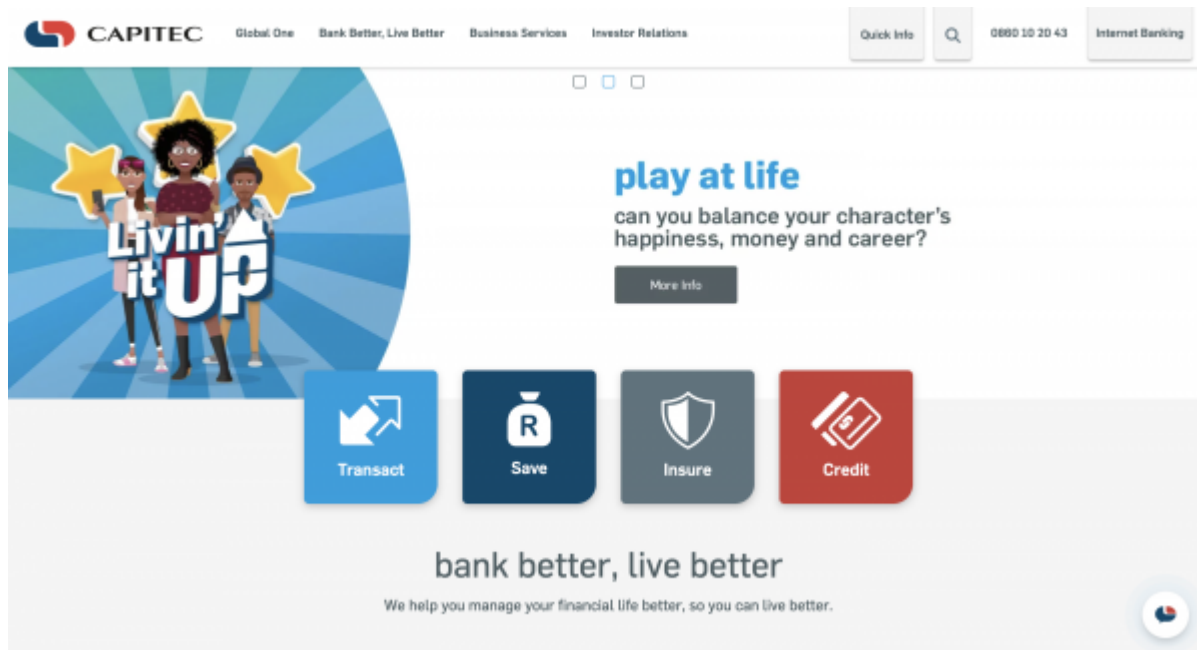 CAPITEC
Global One
Bank Better, Live Better
Business Services
Investor Relations
Quick Info
0860 10 20 43
Internet Banking
Livin'
it Up
play at life
can you balance your character's
happiness, money and career?
More Info
Transact
R
Save
Insure
$
Credit
bank better, live better
We help you manage your financial life better, so you can live better.